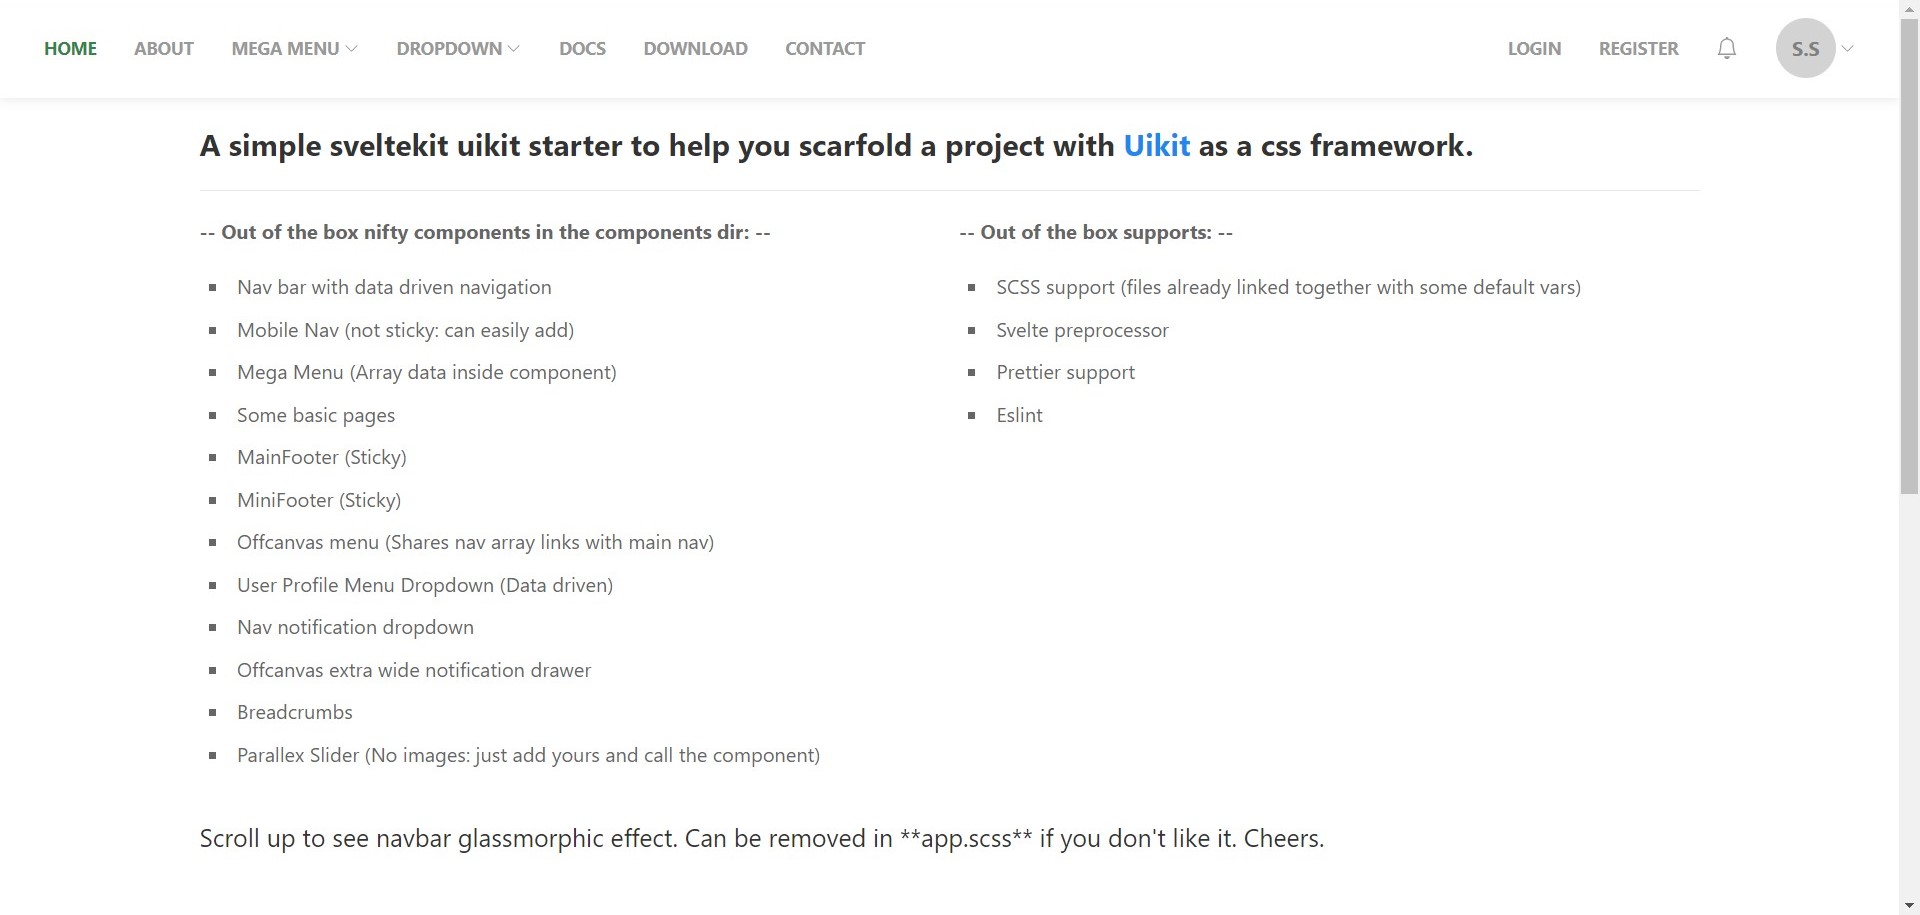 HOME ABOUT MEGA MENU DROPDOWN DOCS DOWNLOAD CONTACT LOGIN REGISTER S.S
A simple sveltekit uikit starter to help you scarfold a project with Uikit as a css framework.
-- Out of the box nifty components in the components dir: --
Nav bar with data driven navigation
Mobile Nav (not sticky: can easily add)
Mega Menu (Array data inside component)
Some basic pages
MainFooter (Sticky)
MiniFooter (Sticky)
Offcanvas menu (Shares nav array links with main nav)
User Profile Menu Dropdown (Data driven)
Nav notification dropdown
Offcanvas extra wide notification drawer
Breadcrumbs
Parallex Slider (No images: just add yours and call the component)
-- Out of the box supports: --
SCSS support (files already linked together with some default vars)
Svelte preprocessor
Prettier support
Eslint
Scroll up to see navbar glassmorphic effect. Can be removed in **app.scss** if you don't like it. Cheers.